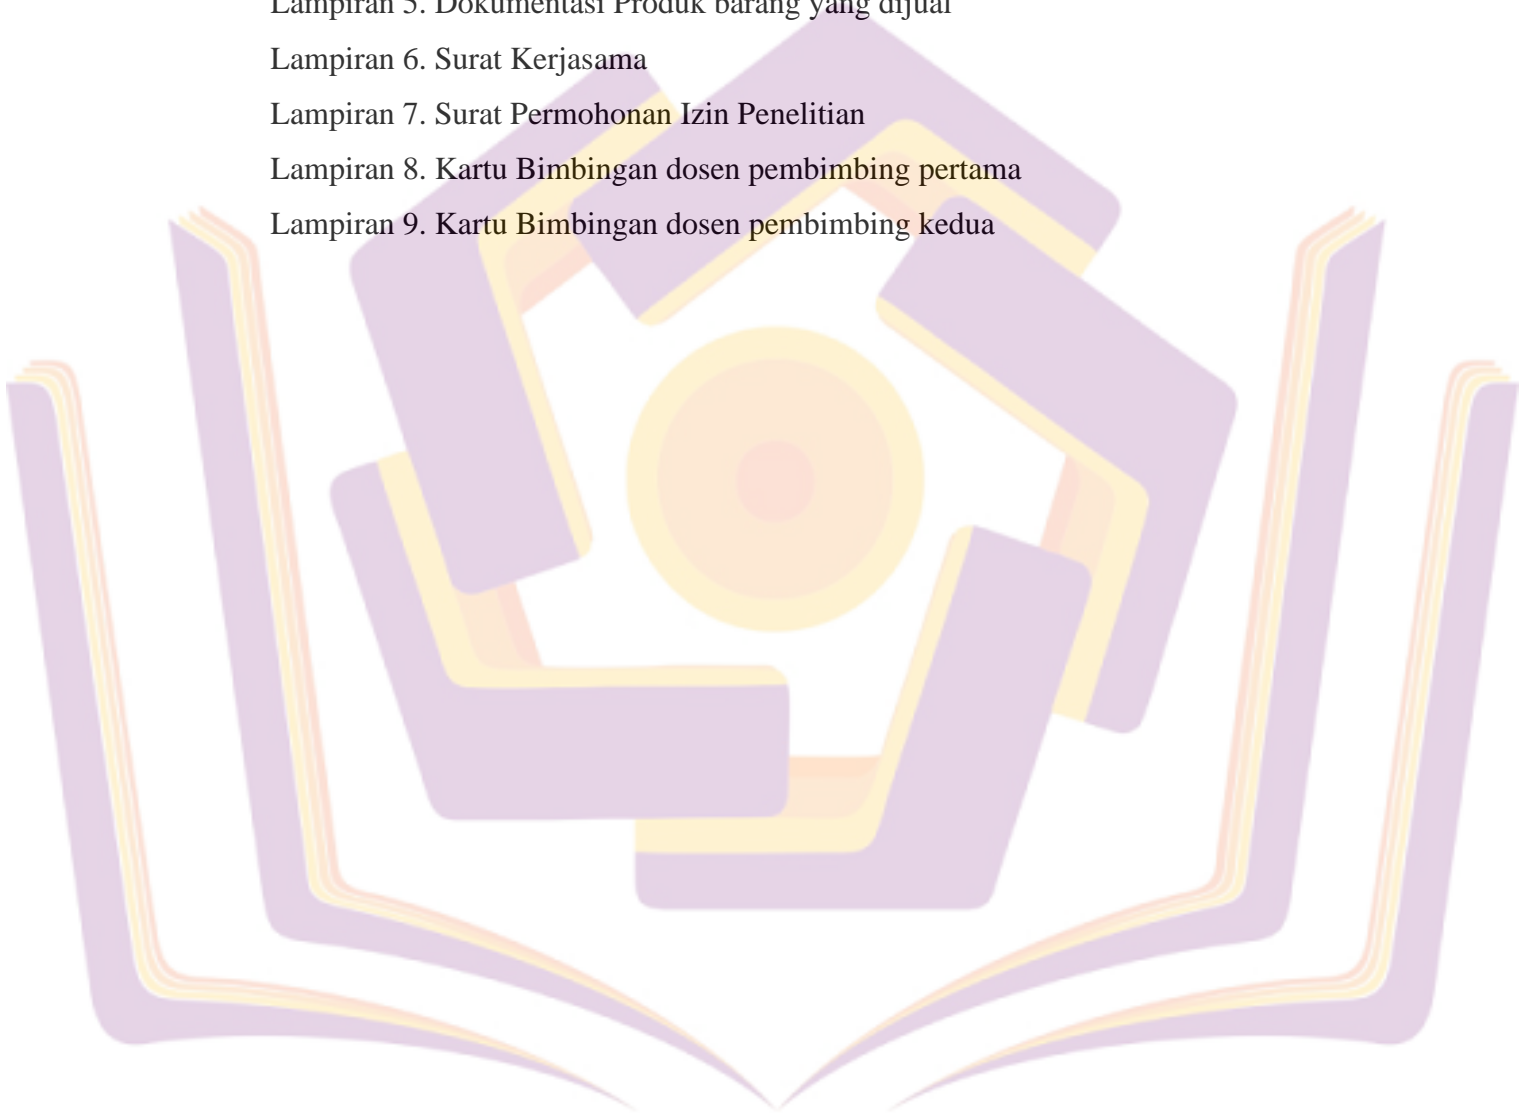 Lampiran 5. Dokumentasi Produk barang yang dijual
Lampiran 6. Surat Kerjasama
Lampiran 7. Surat Permohonan Izin Penelitian
Lampiran 8. Kartu Bimbingan dosen pembimbing pertama
Lampiran 9. Kartu Bimbingan dosen pembimbing kedua